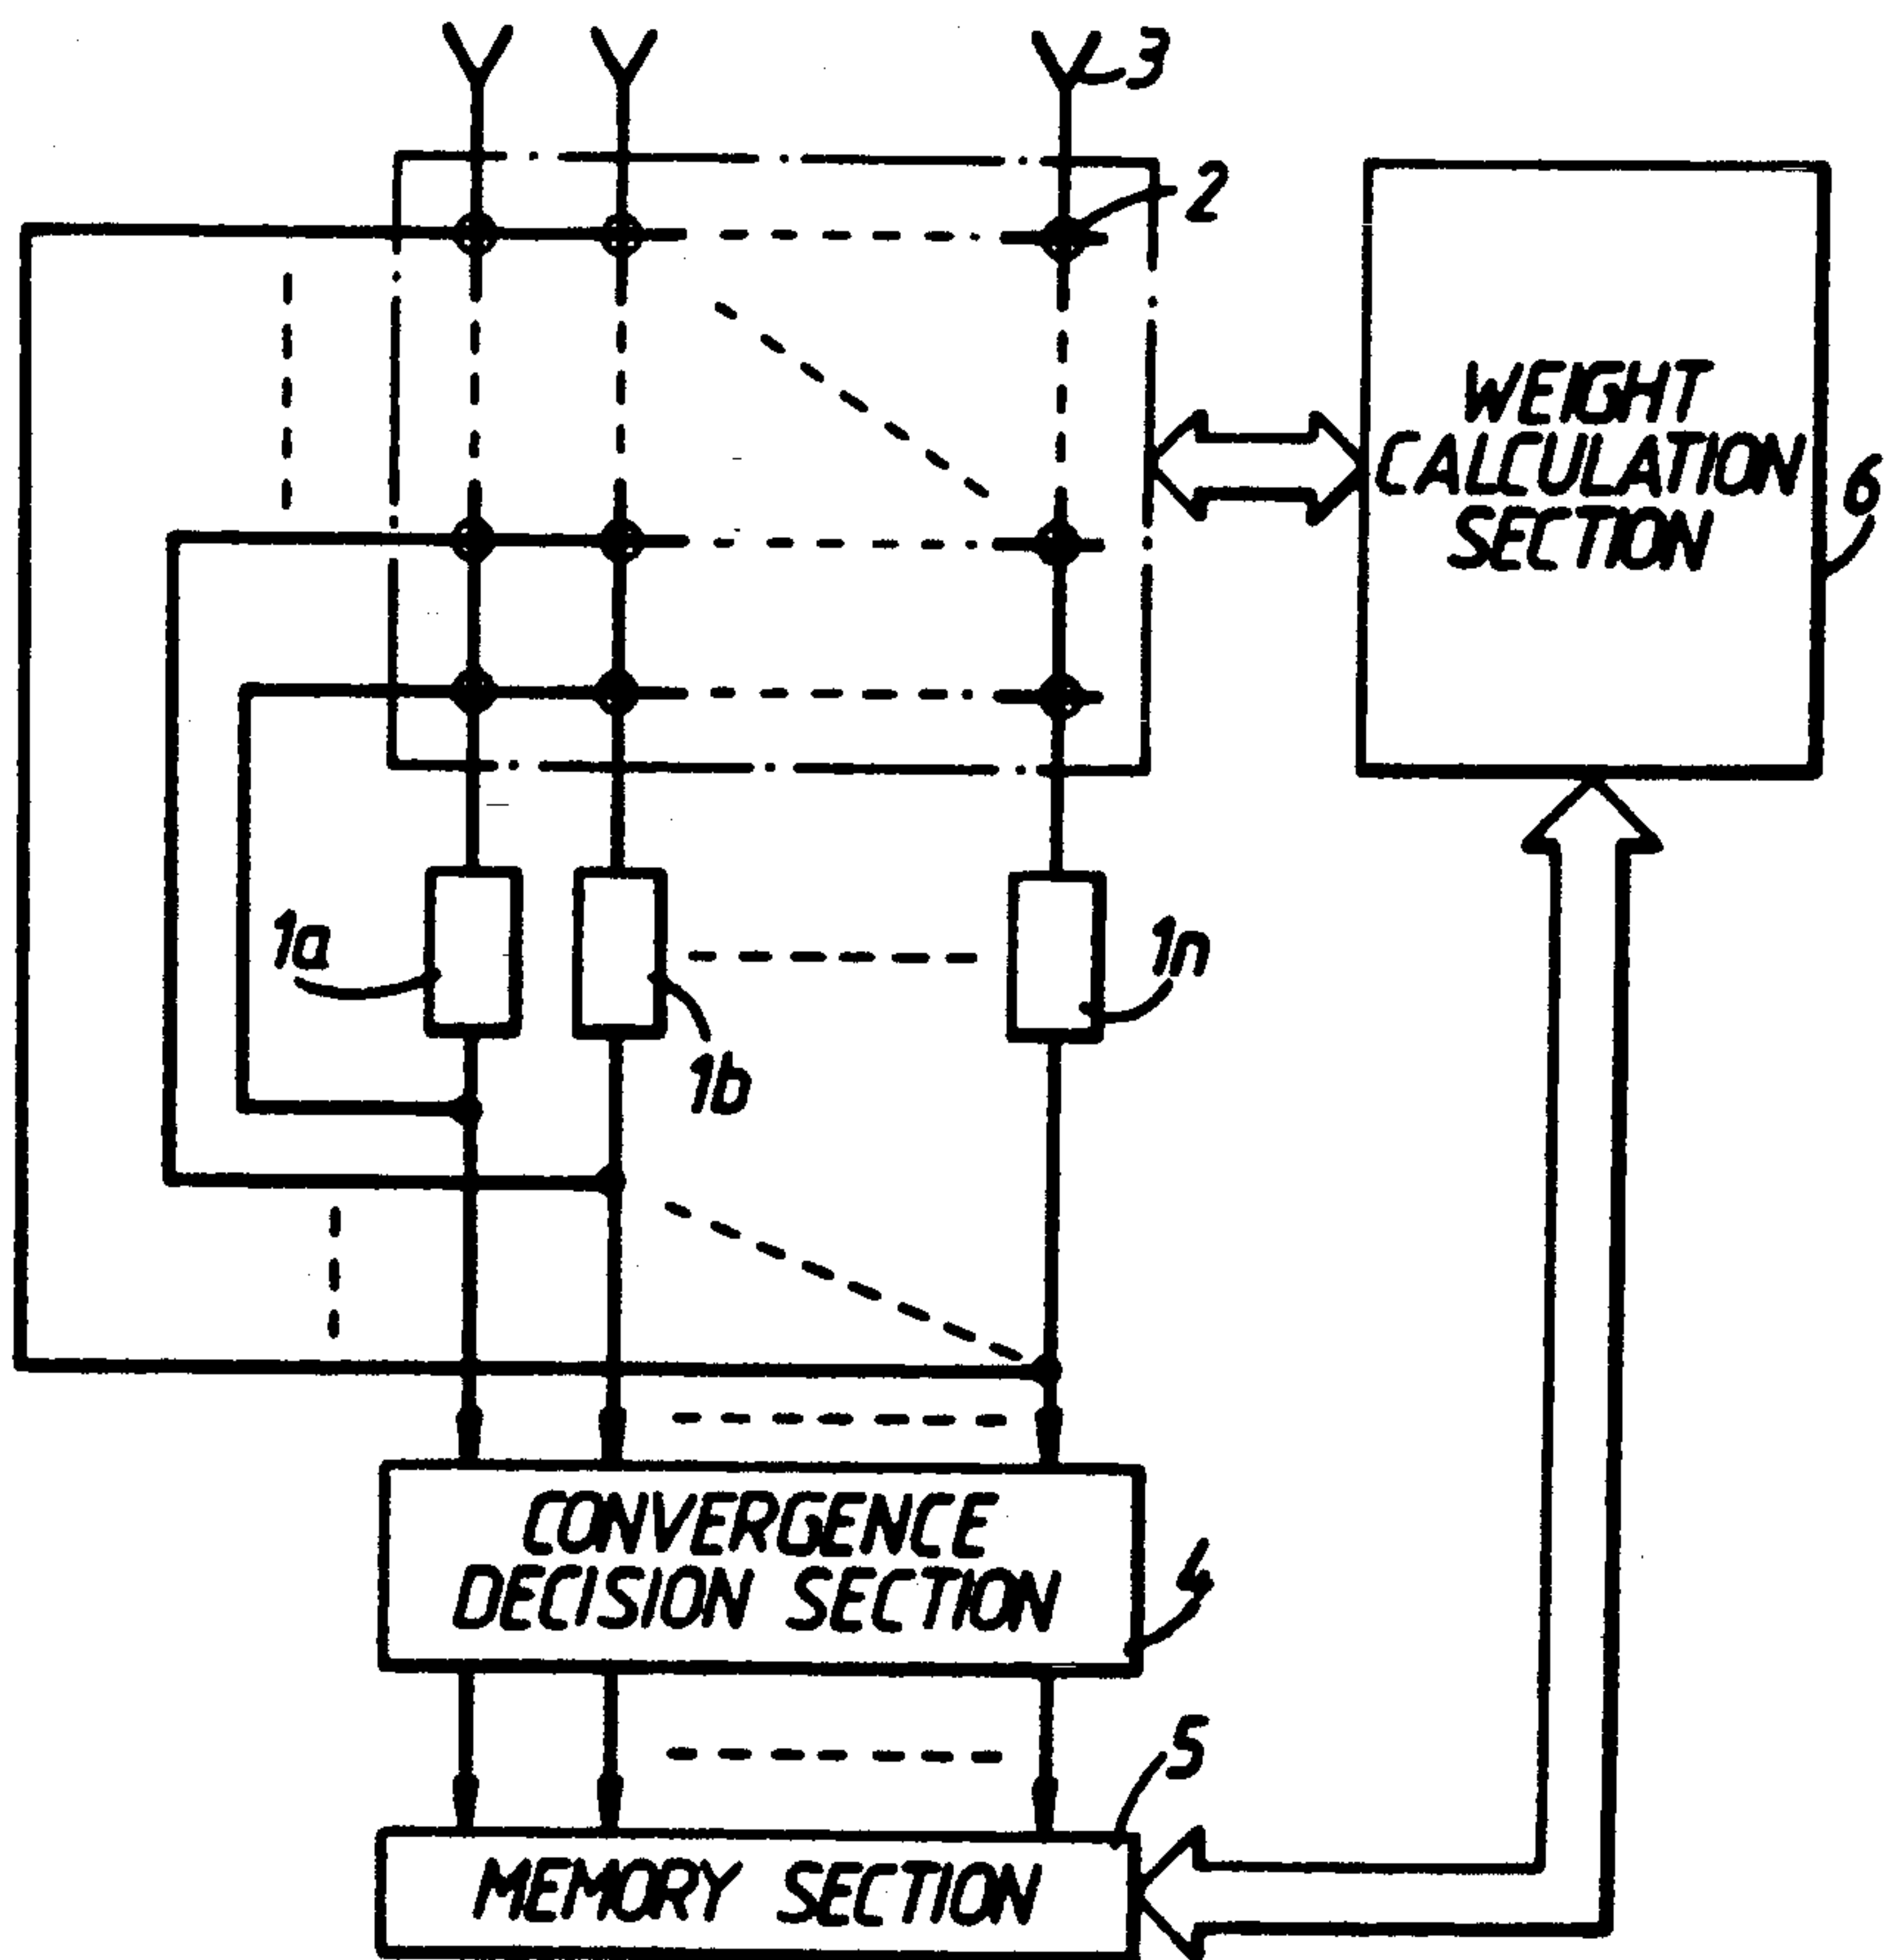 3
2
WEIGHT
CALCULATION
SECTION
6
1a
1n
1b
CONVERGENCE
DECISION SECTION
4
5
MEMORY SECTION